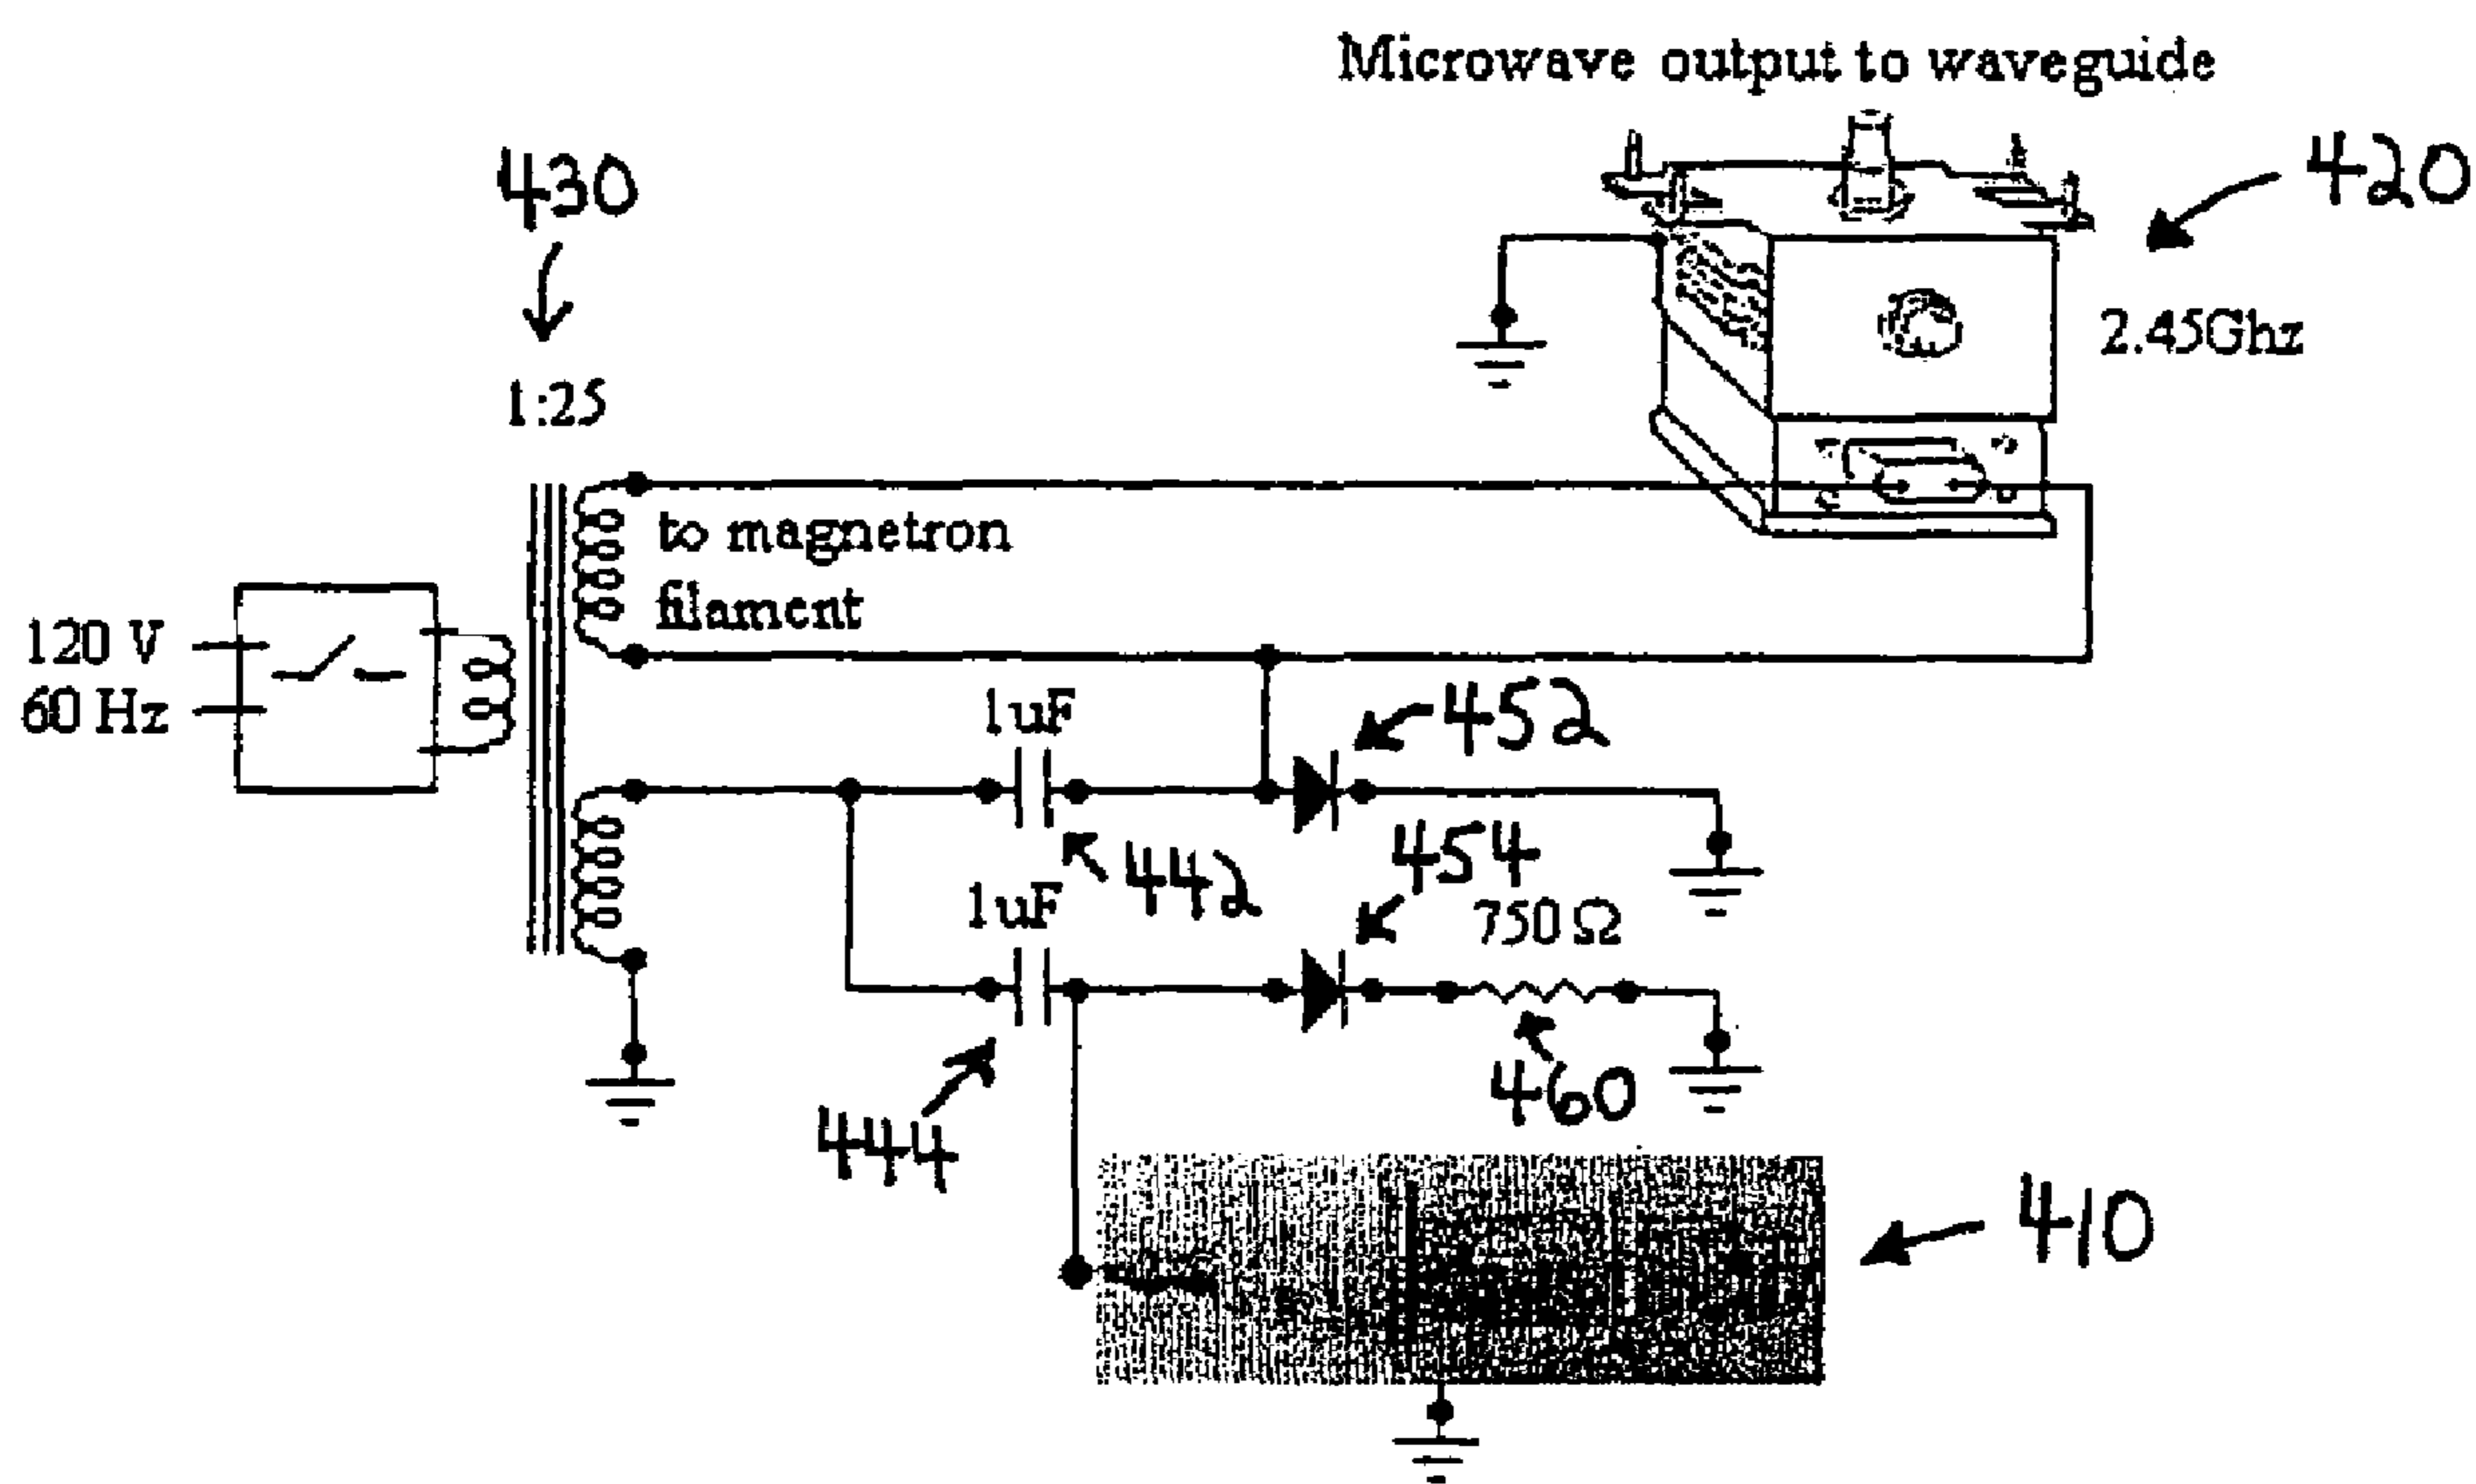 Microwave output to waveguide
430
420
1:25
2.45Ghz
to magnetron
filament
120 V
60 Hz
1uF
452
442
454
1uF
750 Ω
444
460
410